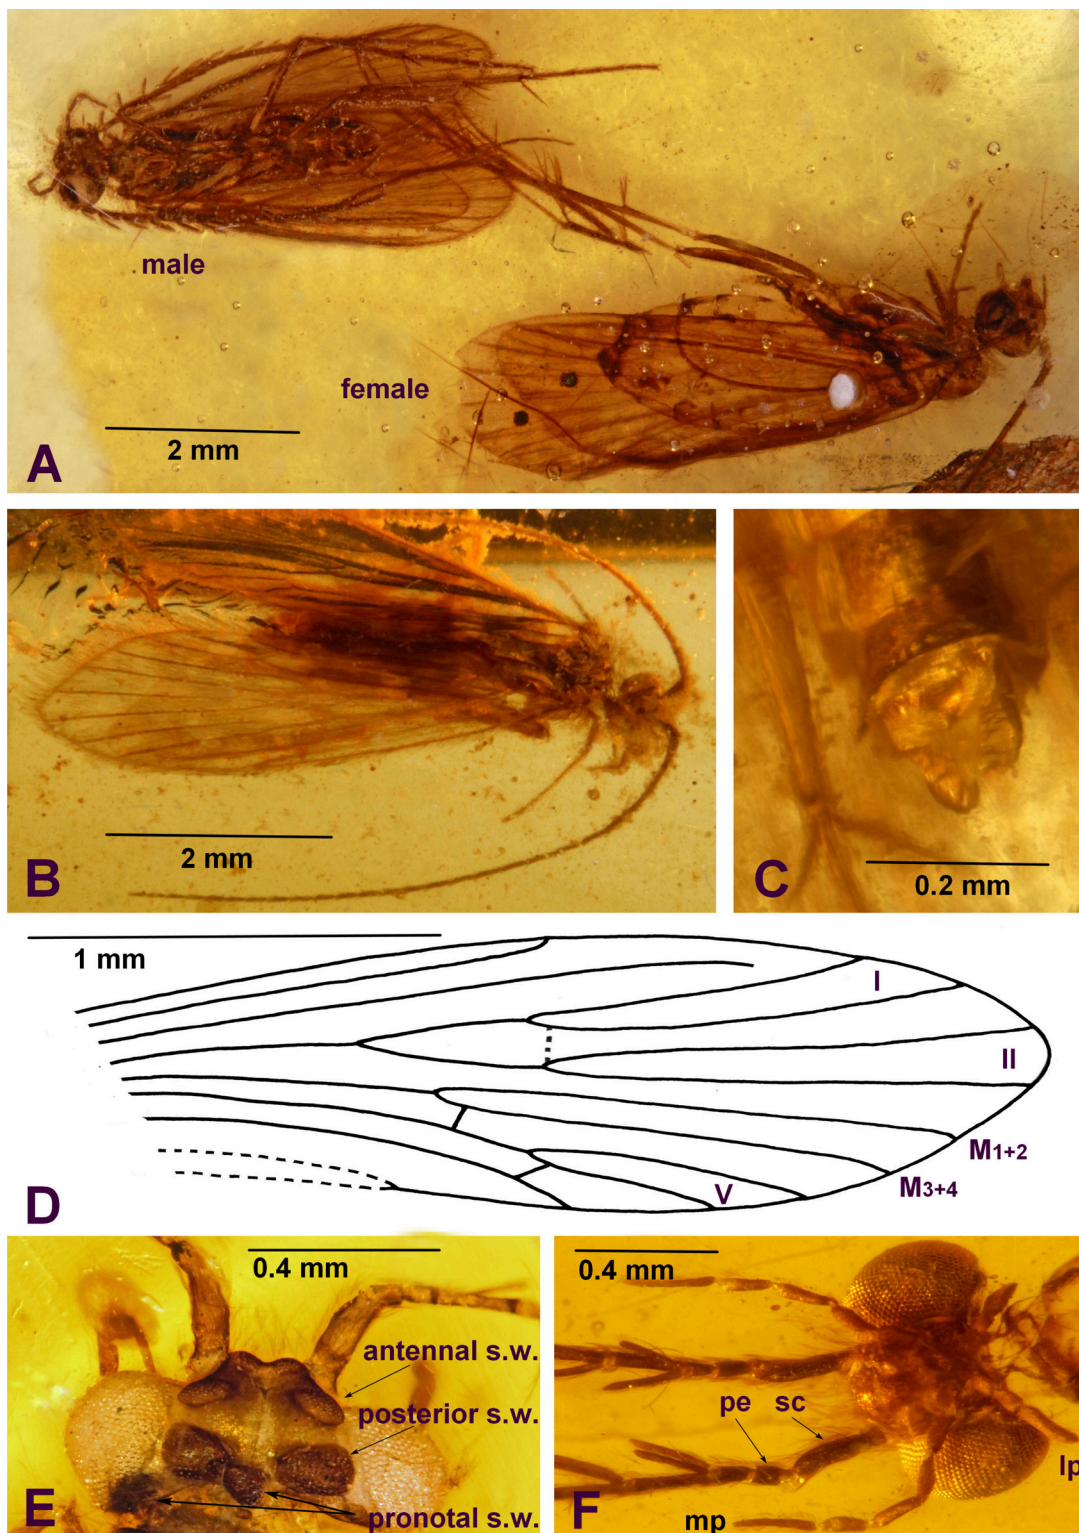 male
female
2 mm
A
2 mm
B
0.2 mm
C
1 mm
I
II
M1+2
M3+4
V
D
0.4 mm
antennal s.w.
posterior s.w.
pronotal s.w.
E
0.4 mm
pe
sc
lp
mp
F